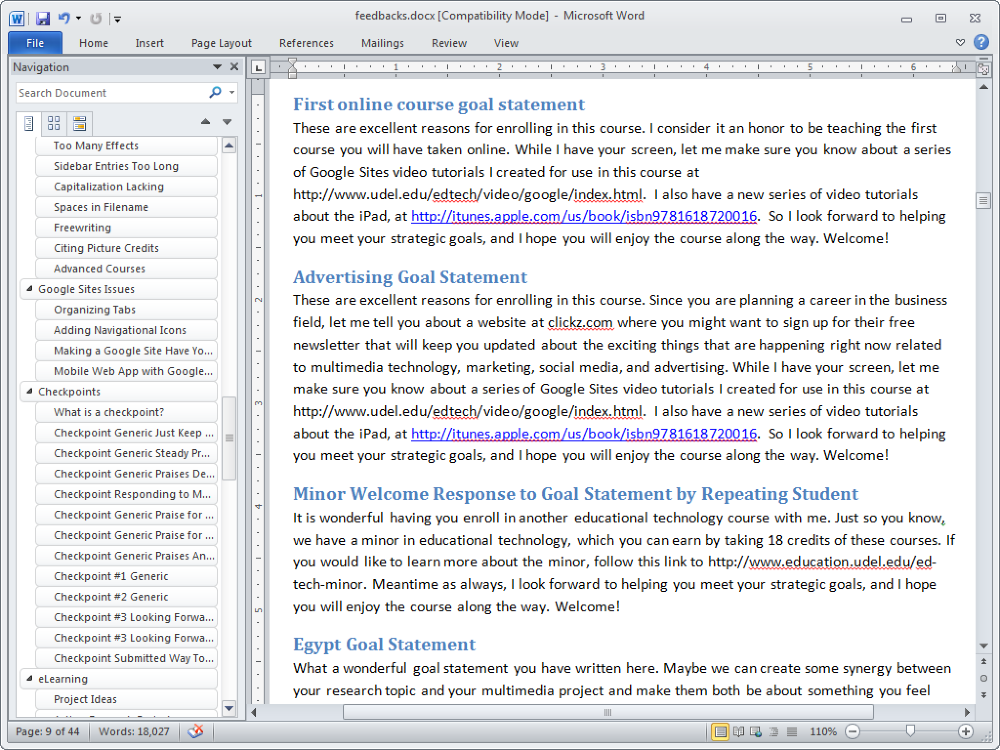 feedbacks.docx [Compatibility Mode] - Microsoft Word
File Home Insert Page Layout References Mailings Review View
Navigation
Search Document
Too Many Effects
Sidebar Entries Too Long
Capitalization Lacking
Spaces in Filename
Freewriting
Citing Picture Credits
Advanced Courses
Google Sites Issues
Organizing Tabs
Adding Navigational Icons
Making a Google Site Have Yo...
Mobile Web App with Google...
Checkpoints
What is a checkpoint?
Checkpoint Generic Just Keep ...
Checkpoint Generic Steady Pr...
Checkpoint Generic Praises De...
Checkpoint Responding to M...
Checkpoint Generic Praise for ...
Checkpoint Generic Praise for ...
Checkpoint Generic Praises An...
Checkpoint #1 Generic
Checkpoint #2 Generic
Checkpoint #3 Looking Forwa...
Checkpoint #3 Looking Forwa...
Checkpoint Submitted Way To...
eLearning
Project Ideas
1 2 3 4 5 6
1
2
3
4
5
First online course goal statement
These are excellent reasons for enrolling in this course. I consider it an honor to be teaching the first
course you will have taken online. While I have your screen, let me make sure you know about a series
of Google Sites video tutorials I created for use in this course at
http://www.udel.edu/edtech/video/google/index.html. I also have a new series of video tutorials
about the iPad, at http://itunes.apple.com/us/book/isbn9781618720016. So I look forward to helping
you meet your strategic goals, and I hope you will enjoy the course along the way. Welcome!
Advertising Goal Statement
These are excellent reasons for enrolling in this course. Since you are planning a career in the business
field, let me tell you about a website at clickz.com where you might want to sign up for their free
newsletter that will keep you updated about the exciting things that are happening right now related
to multimedia technology, marketing, social media, and advertising. While I have your screen, let me
make sure you know about a series of Google Sites video tutorials I created for use in this course at
http://www.udel.edu/edtech/video/google/index.html. I also have a new series of video tutorials
about the iPad, at http://itunes.apple.com/us/book/isbn9781618720016. So I look forward to helping
you meet your strategic goals, and I hope you will enjoy the course along the way. Welcome!
Minor Welcome Response to Goal Statement by Repeating Student
It is wonderful having you enroll in another educational technology course with me. Just so you know,
we have a minor in educational technology, which you can earn by taking 18 credits of these courses. If
you would like to learn more about the minor, follow this link to http://www.education.udel.edu/ed-
tech-minor. Meantime as always, I look forward to helping you meet your strategic goals, and I hope
you will enjoy the course along the way. Welcome!
Egypt Goal Statement
What a wonderful goal statement you have written here. Maybe we can create some synergy between
your research topic and your multimedia project and make them both be about something you feel
Page: 9 of 44 Words: 18,027 110%